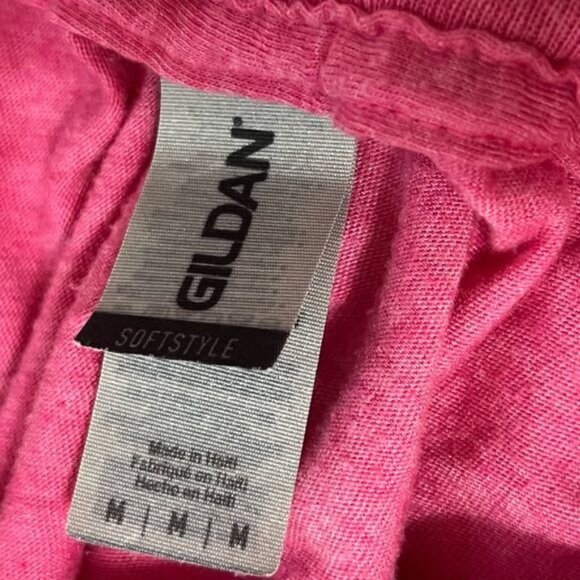 GILDAN®
SOFTSTYLE
Made in Haiti
Fabriqué en Haïti
Hecho en Haití
M | M | M